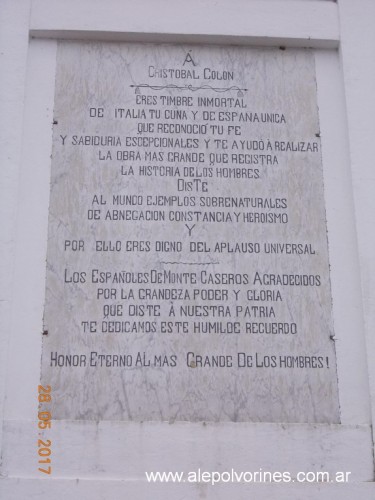 Á
CRISTOBAL COLON
ERES TIMBRE INMORTAL
DE ITALIA TU CUNA Y DE ESPAÑA UNICA
QUE RECONOCIÓ TU FE
Y SABIDURIA ESCEPCIONALES Y TE AYUDÓ A REALIZAR
LA OBRA MAS GRANDE QUE REGISTRA
LA HISTORIA DE LOS HOMBRES.
DISTE
AL MUNDO EJEMPLOS SOBRENATURALES
DE ABNEGACION CONSTANCIA Y HEROISMO
Y
POR ELLO ERES DIGNO DEL APLAUSO UNIVERSAL
LOS ESPAÑOLES DE MONTE CASEROS AGRADECIDOS
POR LA GRANDEZA PODER Y GLORIA
QUE DISTE Á NUESTRA PATRIA
TE DEDICAMOS ESTE HUMILDE RECUERDO
HONOR ETERNO AL MAS GRANDE DE LOS HOMBRES!
28.05.2017
www.alepolvorines.com.ar